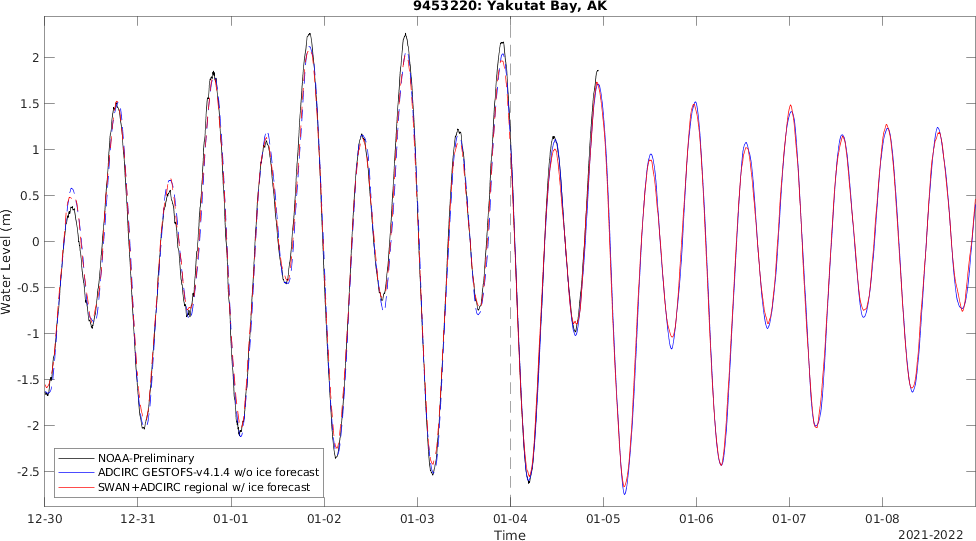 9453220: Yakutat Bay, AK
2
1.5
1
0.5
0
-0.5
-1
-1.5
-2
-2.5
Water Level (m)
NOAA-Preliminary
ADCIRC GESTOFS-v4.1.4 w/o ice forecast
SWAN+ADCIRC regional w/ ice forecast
12-30 12-31 01-01 01-02 01-03 01-04 01-05 01-06 01-07 01-08
Time
2021-2022